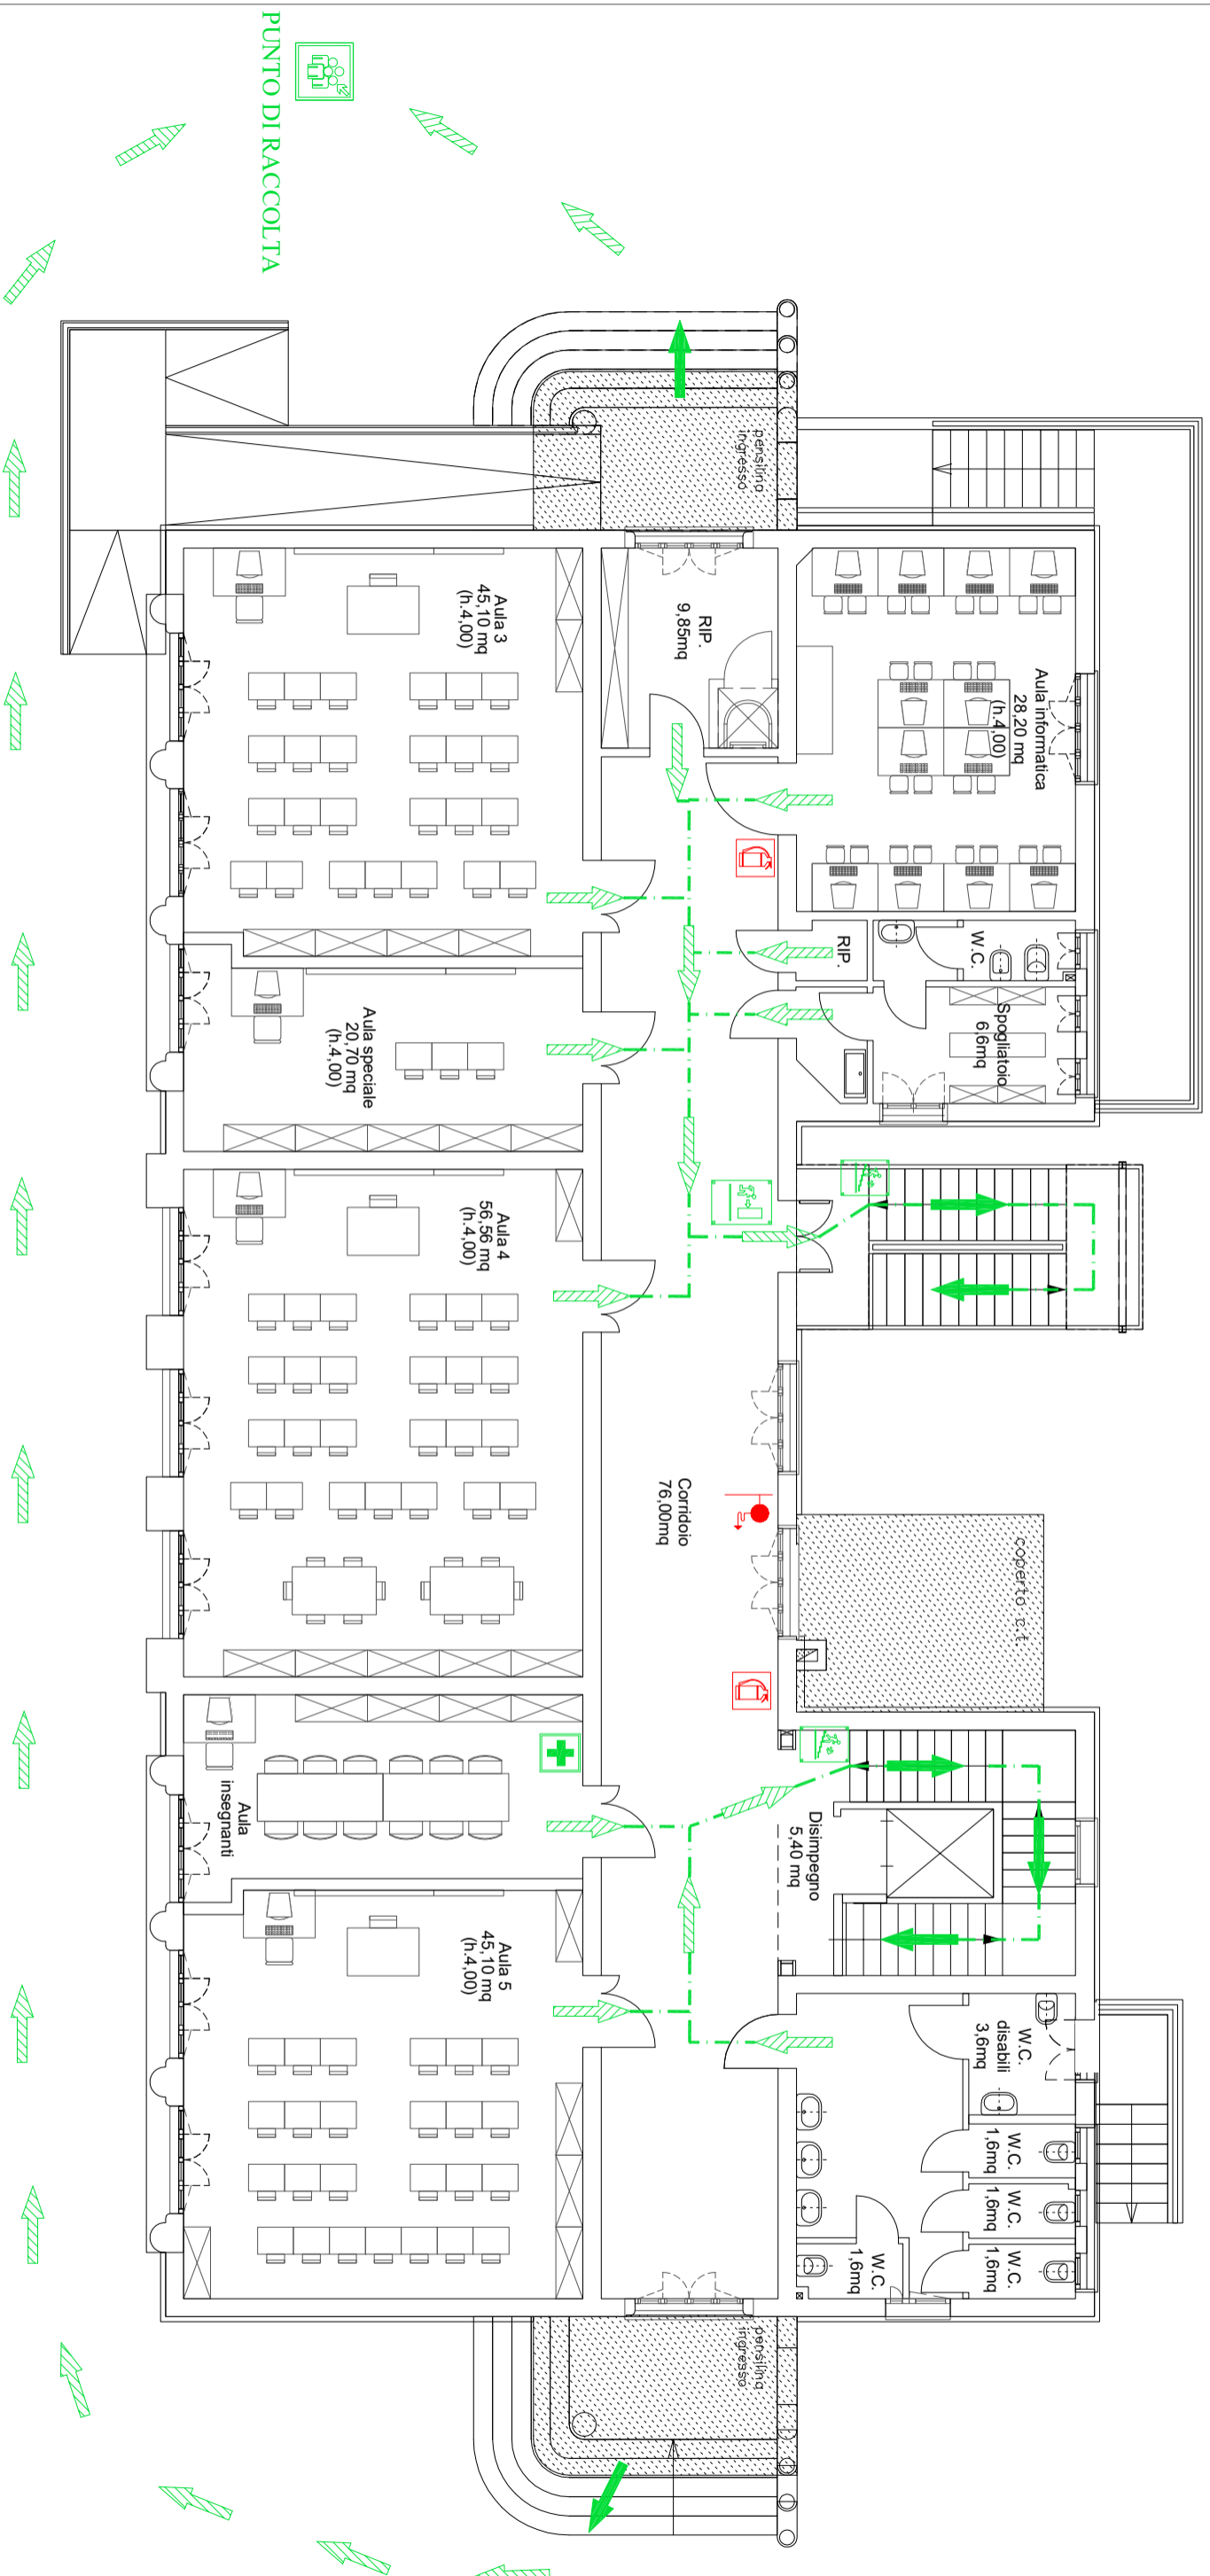 PUNTO DI RACCOLTA
pensilina
ingresso
RIP.
9,85mq
Aula informatica
28,20 mq
(h.4,00)
Aula 3
45,10 mq
(h.4,00)
RIP.
W.C.
Spogliatoio
6,6mq
Aula speciale
20,70 mq
(h.4,00)
Aula 4
56,56 mq
(h.4,00)
Corridoio
76,00mq
coperto c.t.
Aula
insegnanti
Disimpegno
5,40 mq
Aula 5
45,10 mq
(h.4,00)
W.C.
disabili
3,6mq
W.C.
1,6mq
W.C.
1,6mq
W.C.
1,6mq
W.C.
1,6mq
pensilina
ingresso